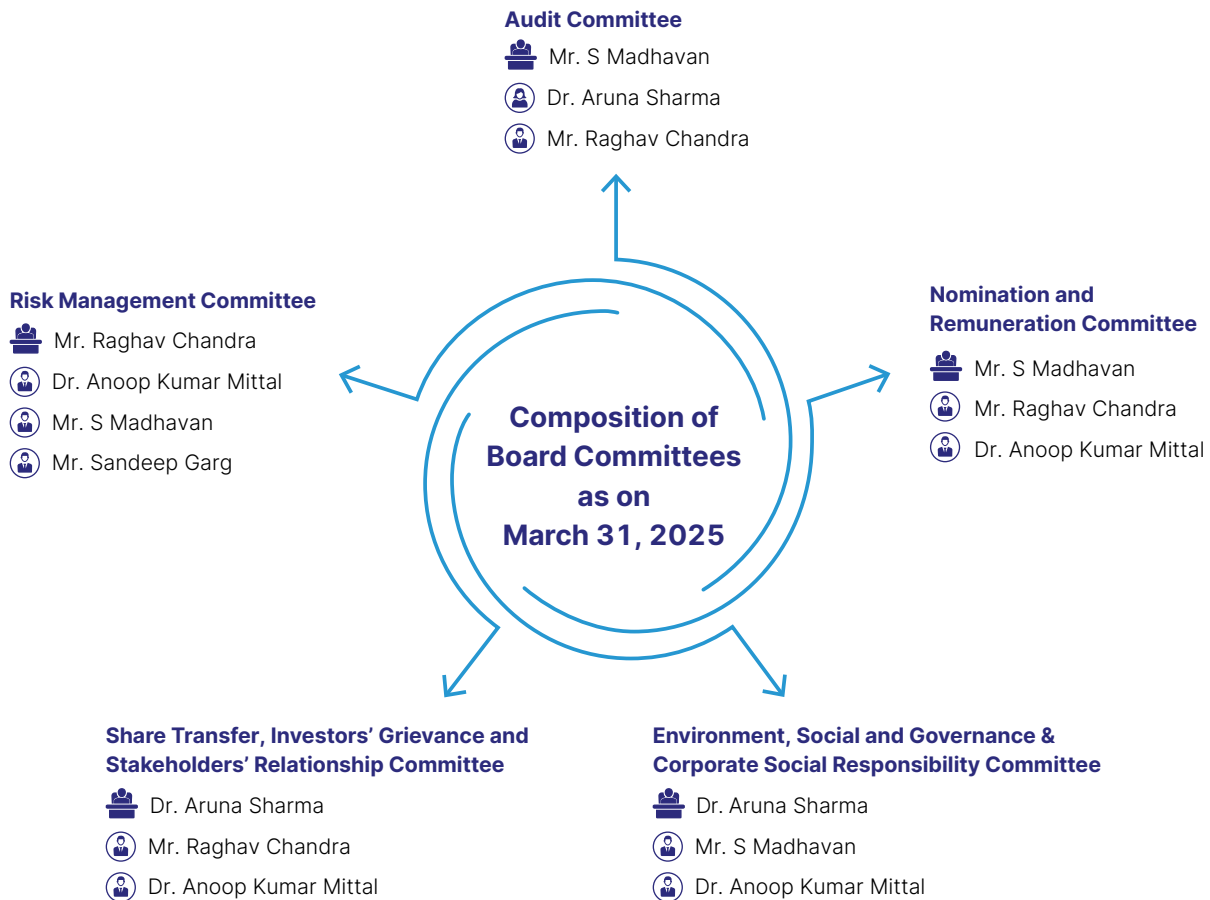 Audit Committee
Mr. S Madhavan
Dr. Aruna Sharma
Mr. Raghav Chandra
Risk Management Committee
Mr. Raghav Chandra
Dr. Anoop Kumar Mittal
Mr. S Madhavan
Mr. Sandeep Garg
Composition of
Board Committees
as on
March 31, 2025
Nomination and
Remuneration Committee
Mr. S Madhavan
Mr. Raghav Chandra
Dr. Anoop Kumar Mittal
Share Transfer, Investors’ Grievance and
Stakeholders’ Relationship Committee
Dr. Aruna Sharma
Mr. Raghav Chandra
Dr. Anoop Kumar Mittal
Environment, Social and Governance &
Corporate Social Responsibility Committee
Dr. Aruna Sharma
Mr. S Madhavan
Dr. Anoop Kumar Mittal